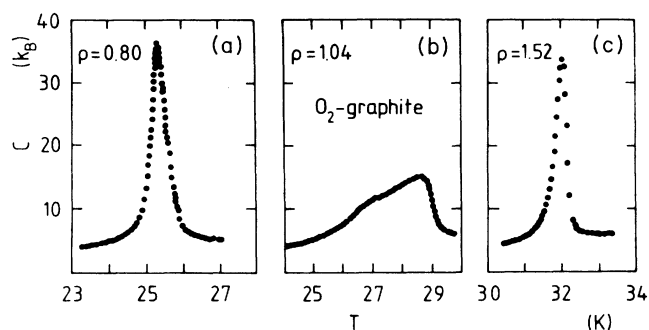 40
(k_B)
30
C
20
10
ρ=0.80
(a)
ρ=1.04
(b)
O₂-graphite
ρ=1.52
(c)
23 25 27 25 27 29 30 32 34
T
(K)